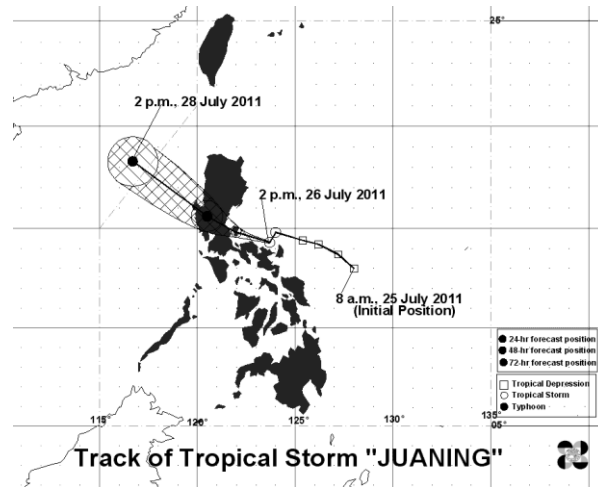 25°
2 p.m., 28 July 2011
2 p.m., 26 July 2011
8 a.m., 25 July 2011
(Initial Position)
24-hr forecast position
48-hr forecast position
72-hr forecast position
Tropical Depression
Tropical Storm
Typhoon
115°
120°
125°
130°
135°
05°
Track of Tropical Storm "JUANING"